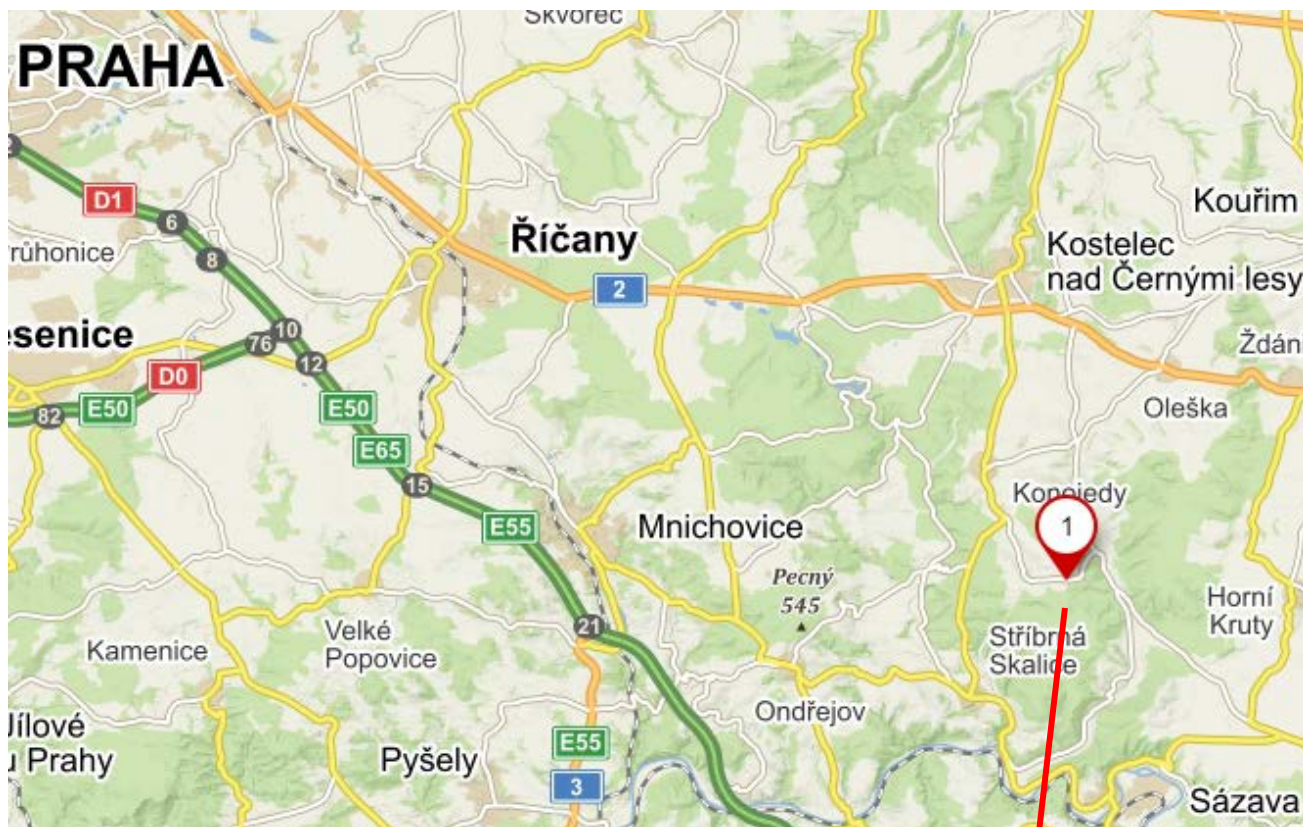 Škvorec
PRAHA
D1
6
růhonice
8
Říčany
Kouřim
Kostelec
nad Černými lesy
2
esenice
10
76
12
D0
Ždán
E50
E50
82
Oleška
E65
15
Konojedy
E55
Mnichovice
1
Pecný
545
21
Horní
Kruty
Velké
Popovice
Kamenice
Stříbrná
Skalice
Ondřejov
Jílové
u Prahy
E55
Pyšely
3
Sázava